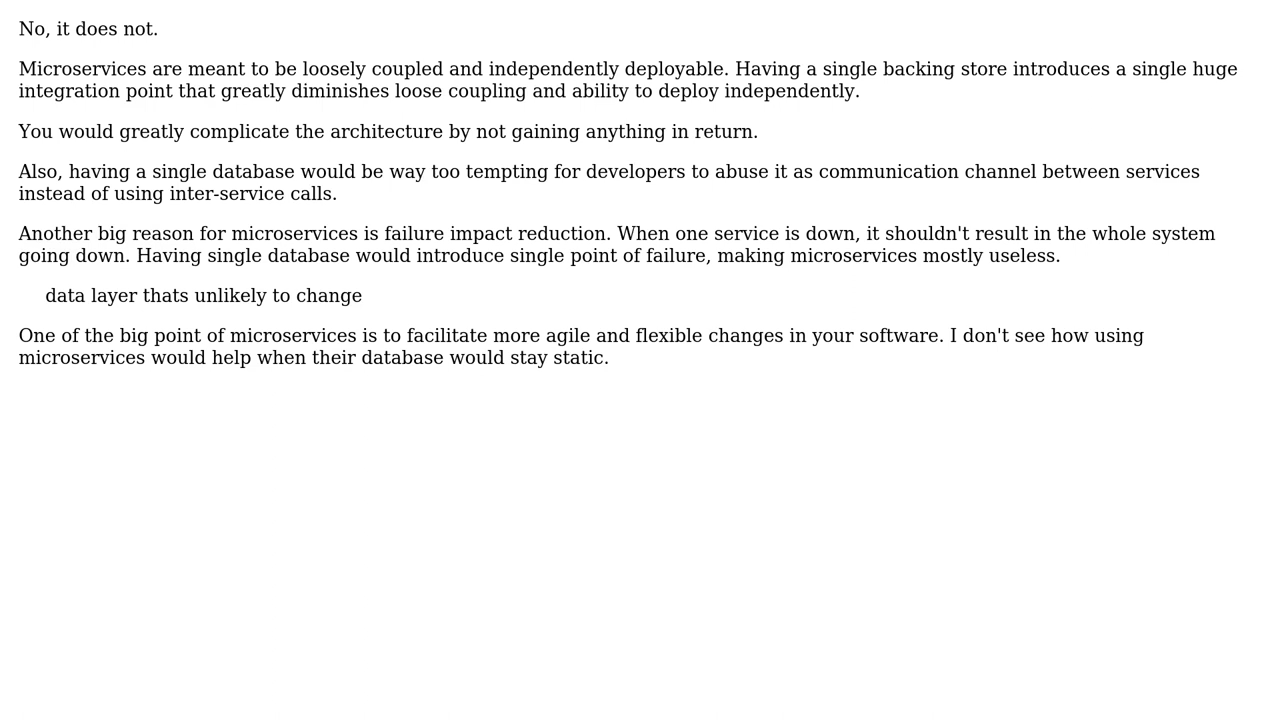 No, it does not.
Microservices are meant to be loosely coupled and independently deployable. Having a single backing store introduces a single huge
integration point that greatly diminishes loose coupling and ability to deploy independently.
You would greatly complicate the architecture by not gaining anything in return.
Also, having a single database would be way too tempting for developers to abuse it as communication channel between services
instead of using inter-service calls.
Another big reason for microservices is failure impact reduction. When one service is down, it shouldn't result in the whole system
going down. Having single database would introduce single point of failure, making microservices mostly useless.
data layer thats unlikely to change
One of the big point of microservices is to facilitate more agile and flexible changes in your software. I don't see how using
microservices would help when their database would stay static.